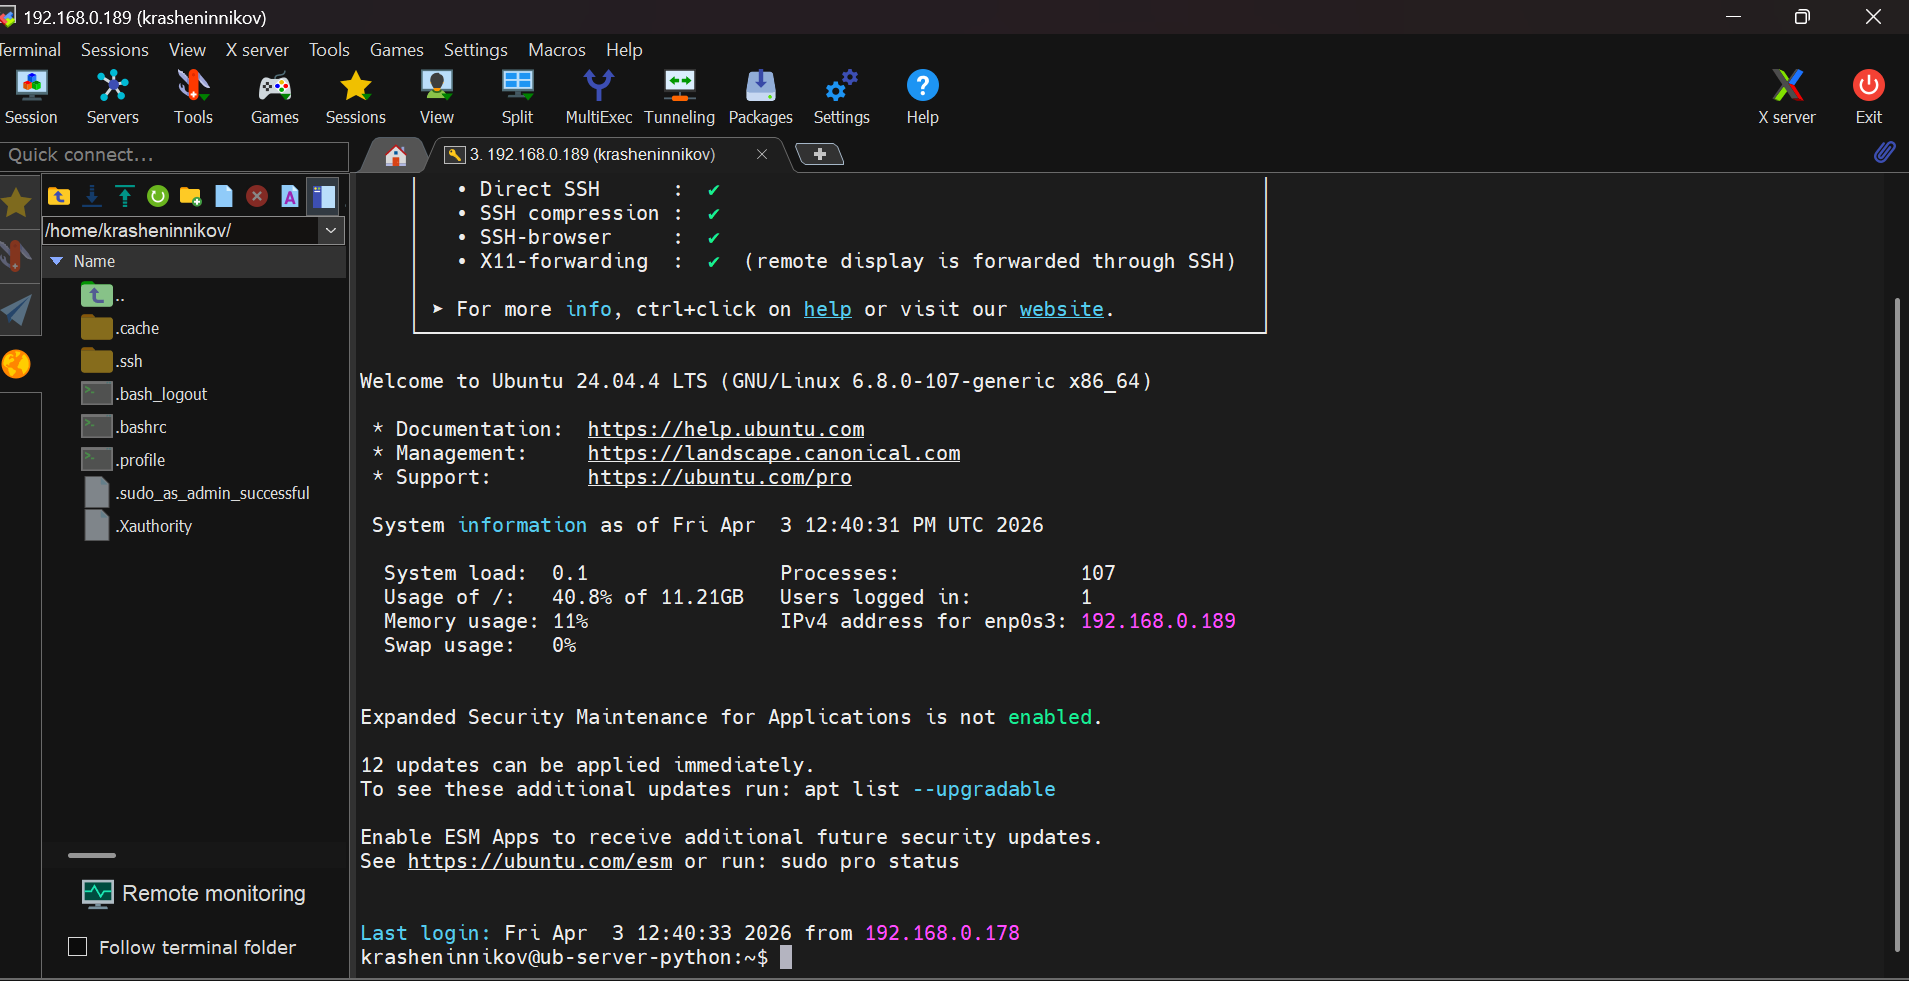 192.168.0.189 (krasheninnikov)
Terminal Sessions View X server Tools Games Settings Macros Help
Session Servers Tools Games Sessions View Split MultiExec Tunneling Packages Settings Help X server Exit
Quick connect...
3. 192.168.0.189 (krasheninnikov)
/home/krasheninnikov/
Name
..
.cache
.ssh
.bash_logout
.bashrc
.profile
.sudo_as_admin_successful
.Xauthority
Remote monitoring
Follow terminal folder
• Direct SSH : ✔
• SSH compression : ✔
• SSH-browser : ✔
• X11-forwarding : ✔ (remote display is forwarded through SSH)
➤ For more info, ctrl+click on help or visit our website.
Welcome to Ubuntu 24.04.4 LTS (GNU/Linux 6.8.0-107-generic x86_64)
* Documentation: https://help.ubuntu.com
* Management: https://landscape.canonical.com
* Support: https://ubuntu.com/pro
System information as of Fri Apr 3 12:40:31 PM UTC 2026
System load: 0.1 Processes: 107
Usage of /: 40.8% of 11.21GB Users logged in: 1
Memory usage: 11% IPv4 address for enp0s3: 192.168.0.189
Swap usage: 0%
Expanded Security Maintenance for Applications is not enabled.
12 updates can be applied immediately.
To see these additional updates run: apt list --upgradable
Enable ESM Apps to receive additional future security updates.
See https://ubuntu.com/esm or run: sudo pro status
Last login: Fri Apr 3 12:40:33 2026 from 192.168.0.178
krasheninnikov@ub-server-python:~$